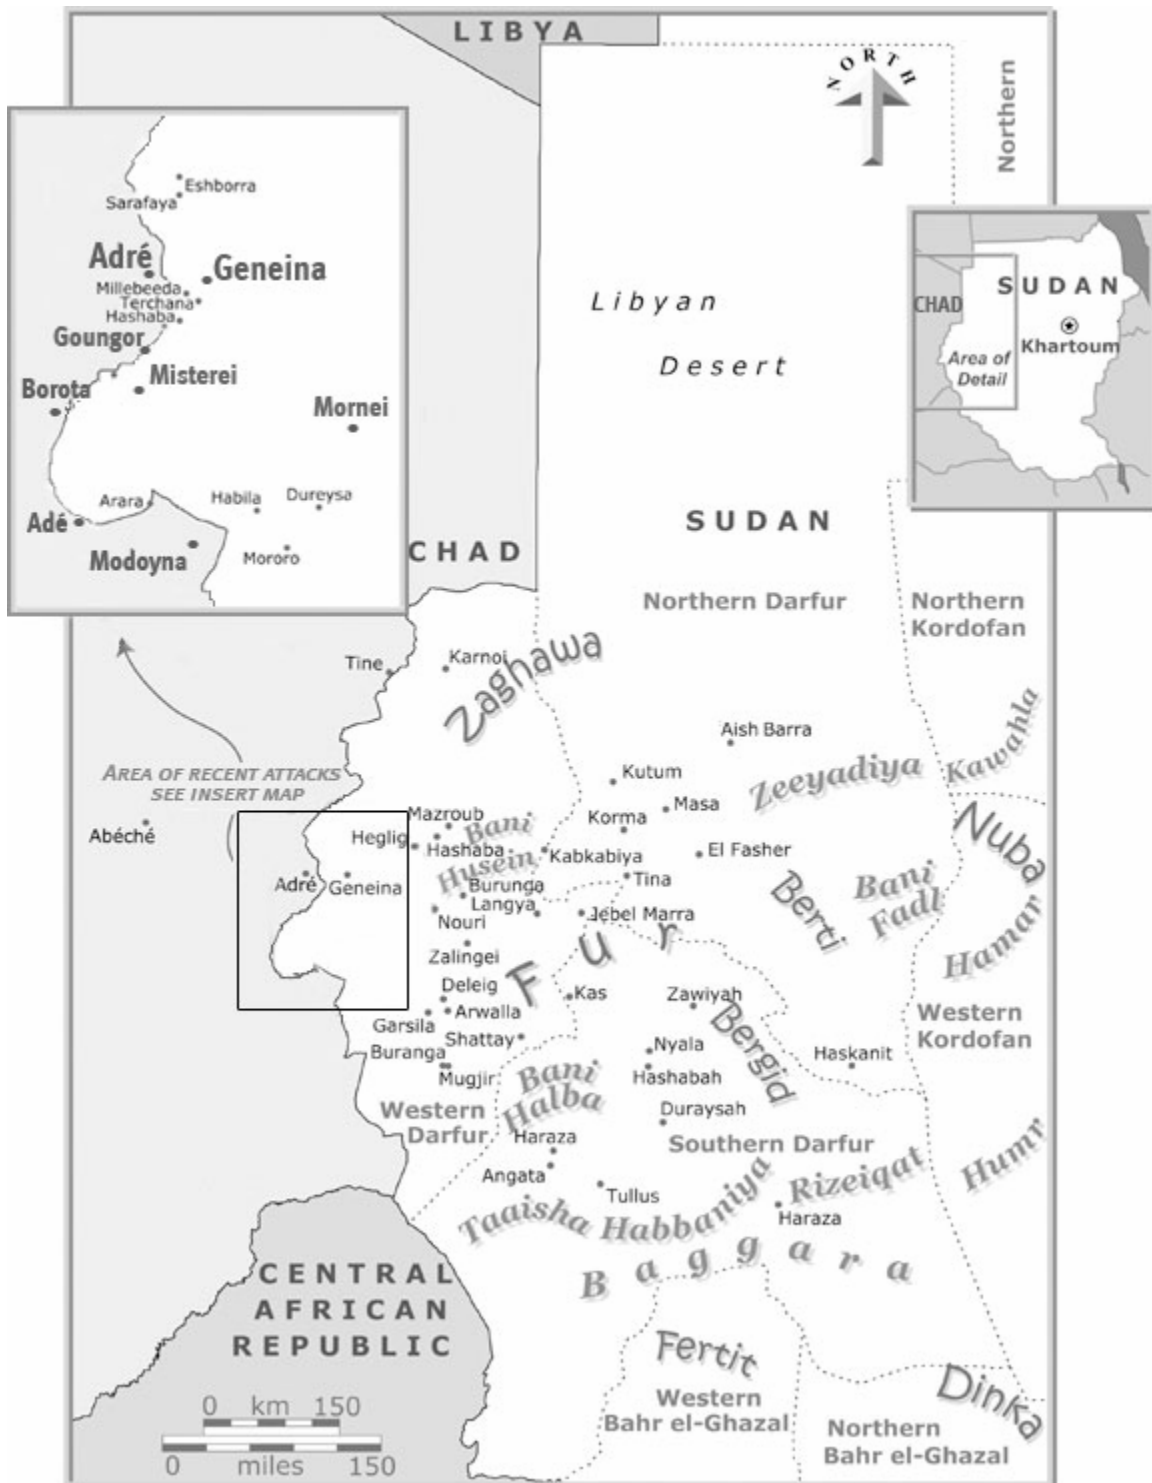 LIBYA
NORTH
Northern
Eshborra
Sarafaya
Adré
Geneina
Millebeeda
Terchana
Hashaba
Goungor
Misterei
Borota
Mornei
Arara
Habila
Dureysa
Adé
Modoyna
Mororo
SUDAN
CHAD
Khartoum
Area of
Detail
Libyan
Desert
SUDAN
CHAD
Northern Darfur
Northern
Kordofan
Tine
Karnoi
Zaghawa
Aish Barra
Kutum
Zeeyadiya
Kawahla
AREA OF RECENT ATTACKS
SEE INSERT MAP
Abéché
Mazroub
Heglig
Hashaba
Bani
Husein
Korma
Masa
Kabkabiya
El Fasher
Nuba
Adré
Geneina
Burunda
Langya
Tina
Nouri
Jebel Marra
Berti
Bani
Fadl
Hamar
Zalingei
Fur
Deleig
Kas
Zawiyah
Arwalla
Garsila
Shattay
Bergid
Western
Kordofan
Buranga
Mugjir
Nyala
Hashabah
Haskanit
Bani
Halba
Western
Darfur
Duraysah
Haraza
Southern Darfur
Humr
Angata
Tullus
Taaisha
Habbaniya
Rizeiqat
Haraza
Baggara
CENTRAL
AFRICAN
REPUBLIC
Fertit
Western
Bahr el-Ghazal
Dinka
Northern
Bahr el-Ghazal
0 km 150
0 miles 150